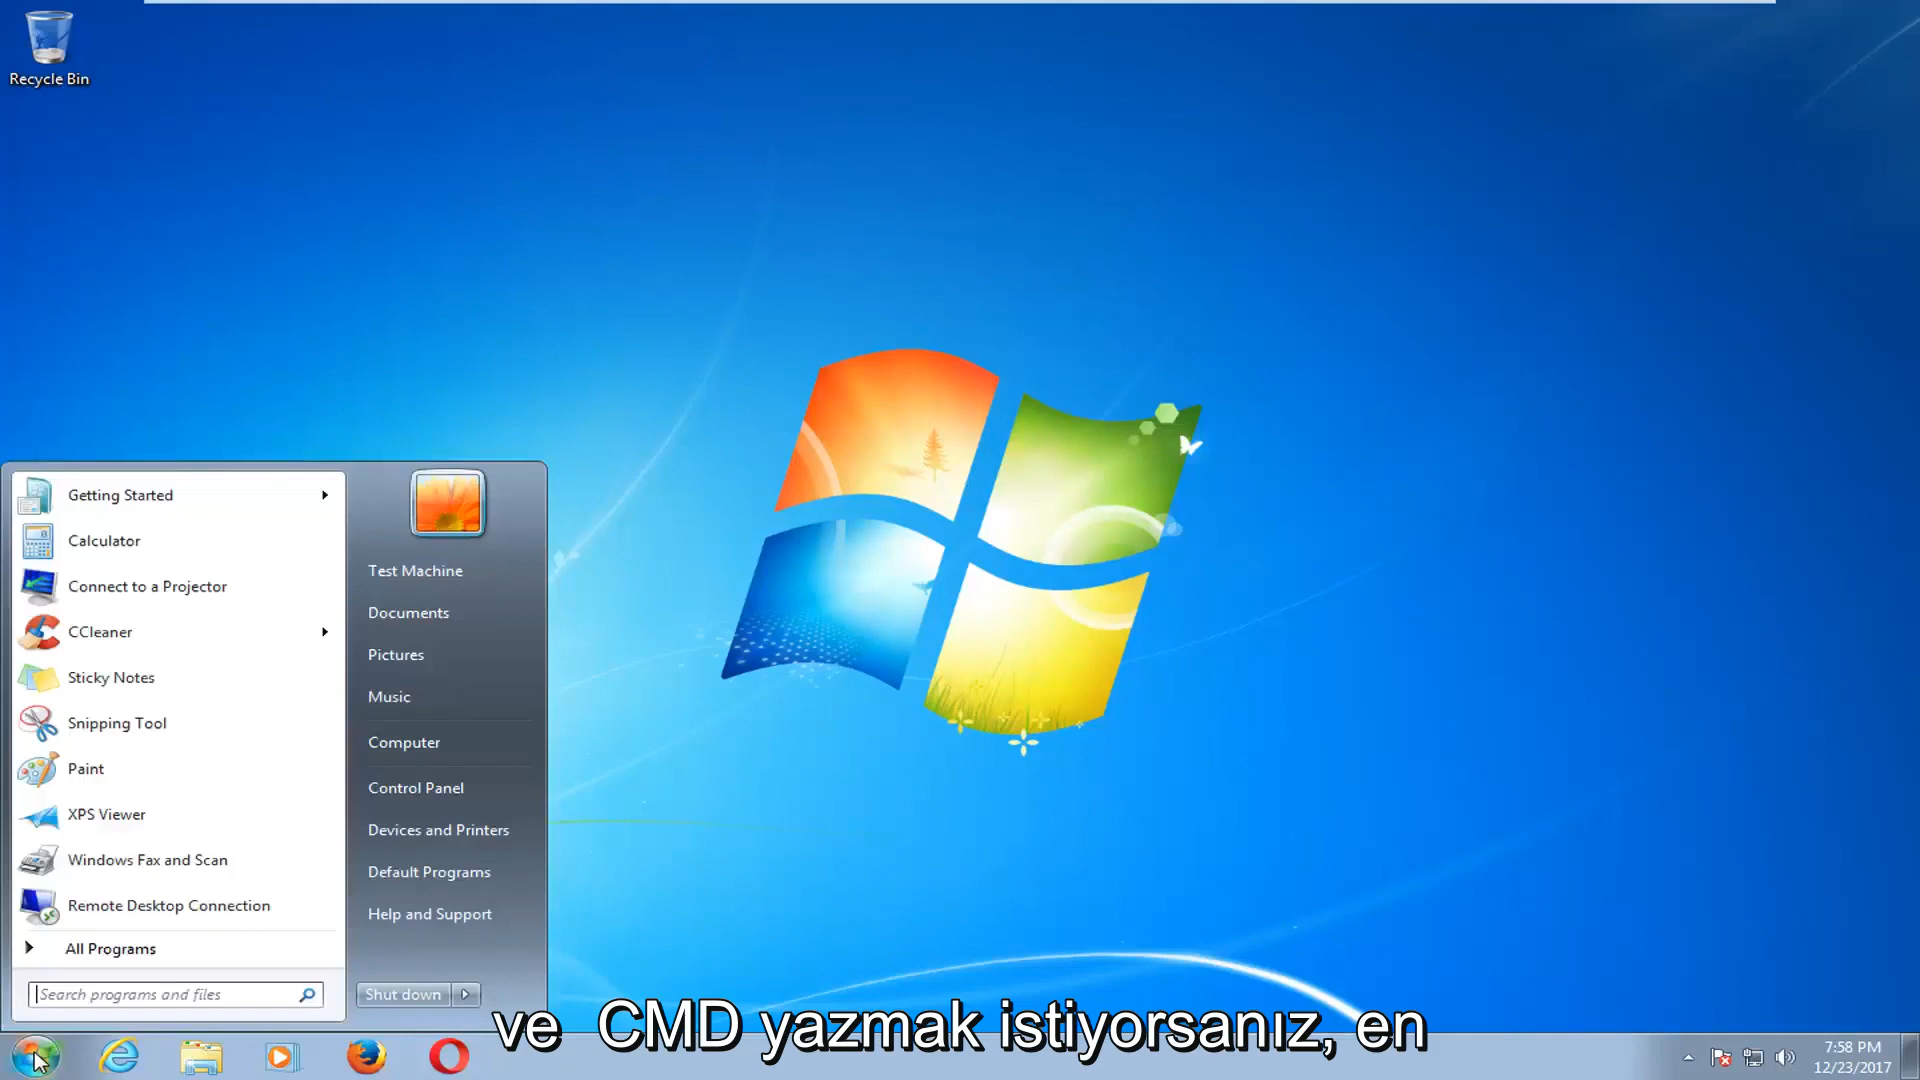 Recycle Bin
Getting Started
Calculator
Connect to a Projector
CCleaner
Sticky Notes
Snipping Tool
Paint
XPS Viewer
Windows Fax and Scan
Remote Desktop Connection
All Programs
Search programs and files
Test Machine
Documents
Pictures
Music
Computer
Control Panel
Devices and Printers
Default Programs
Help and Support
Shut down
ve CMD yazmak istiyorsanız, en
7:58 PM
12/23/2017